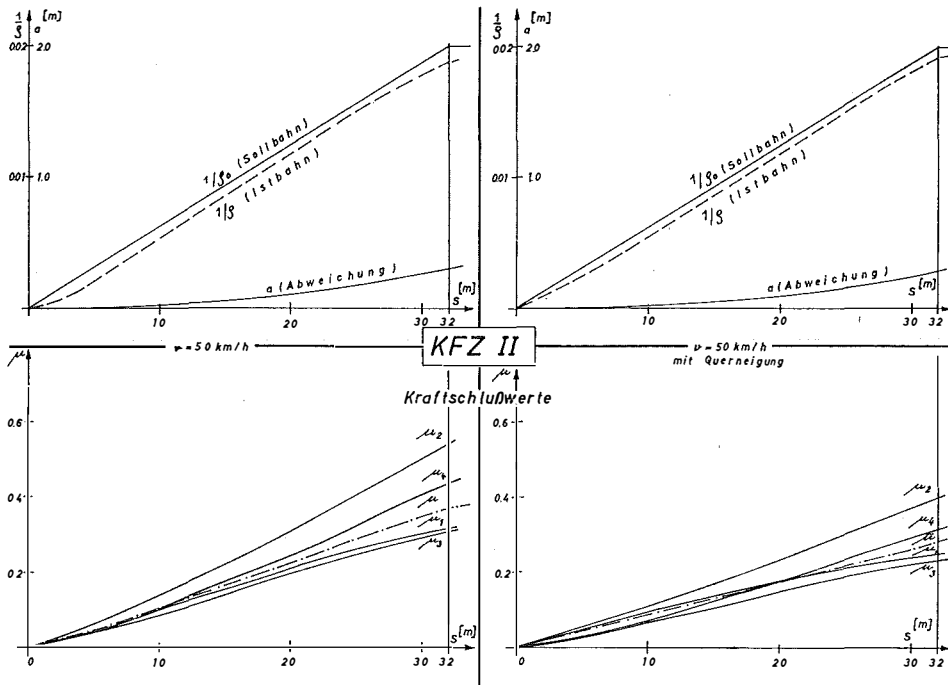 1/ρ a [m]
0.02 2.0
1/ρ₀ (Sollbahn)
1/ρ (Istbahn)
0.01 1.0
a (Abweichung)
s [m]
0 10 20 30 32
1/ρ a [m]
0.02 2.0
1/ρ₀ (Sollbahn)
1/ρ (Istbahn)
0.01 1.0
a (Abweichung)
s [m]
0 10 20 30 32
v = 50 km/h
KFZ II
v = 50 km/h
mit Querneigung
Kraftschlußwerte
μ
0.6
μ₂
μ₄
0.4
μ
μ₁
μ₃
0.2
s [m]
0 10 20 30 32
μ
0.6
μ₂
0.4
μ₄
μ
μ₃
0.2
s [m]
0 10 20 30 32